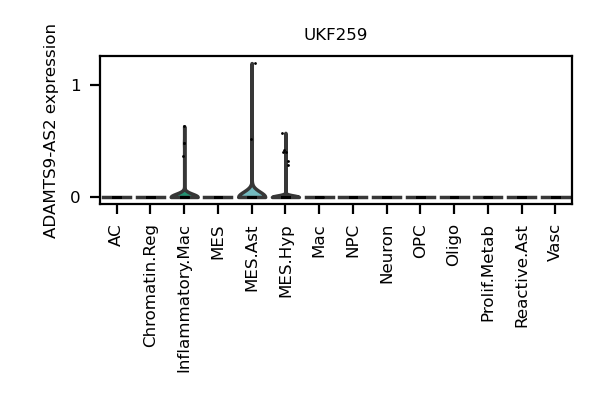 UKF259
ADAMTS9-AS2 expression
1
0
AC
Chromatin.Reg
Inflammatory.Mac
MES
MES.Ast
MES.Hyp
Mac
NPC
Neuron
OPC
Oligo
Prolif.Metab
Reactive.Ast
Vasc